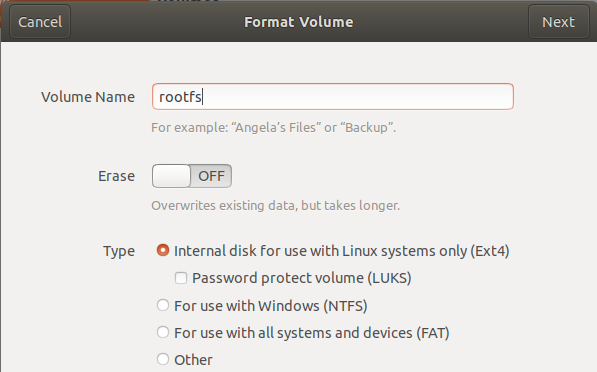 Cancel Format Volume Next
Volume Name rootfs
For example: “Angela’s Files” or “Backup”.
Erase OFF
Overwrites existing data, but takes longer.
Type Internal disk for use with Linux systems only (Ext4)
Password protect volume (LUKS)
For use with Windows (NTFS)
For use with all systems and devices (FAT)
Other